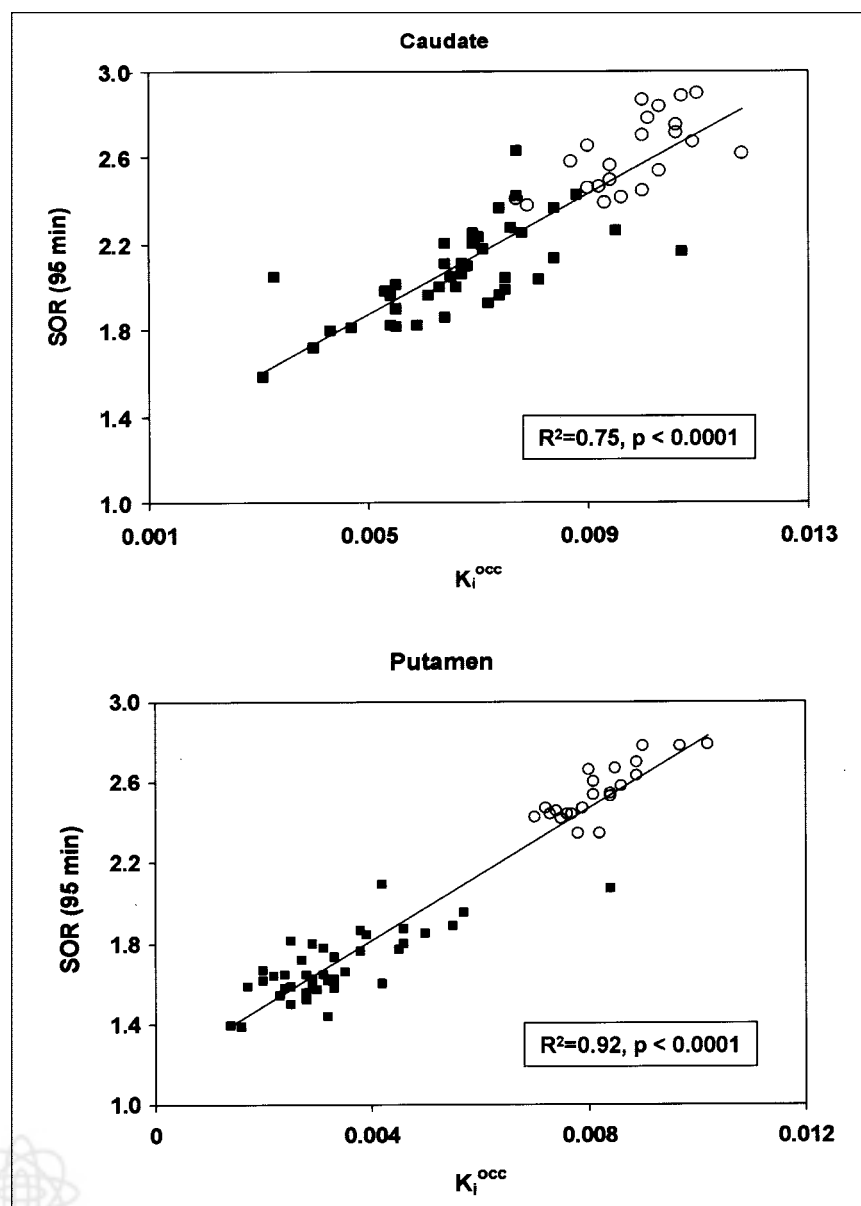 Caudate
3.0
2.6
2.2
1.8
1.4
1.0
SOR (95 min)
R²=0.75, p < 0.0001
0.001 0.005 0.009 0.013
Kᵢᵒᶜᶜ
Putamen
3.0
2.6
2.2
1.8
1.4
1.0
SOR (95 min)
R²=0.92, p < 0.0001
0 0.004 0.008 0.012
Kᵢᵒᶜᶜ